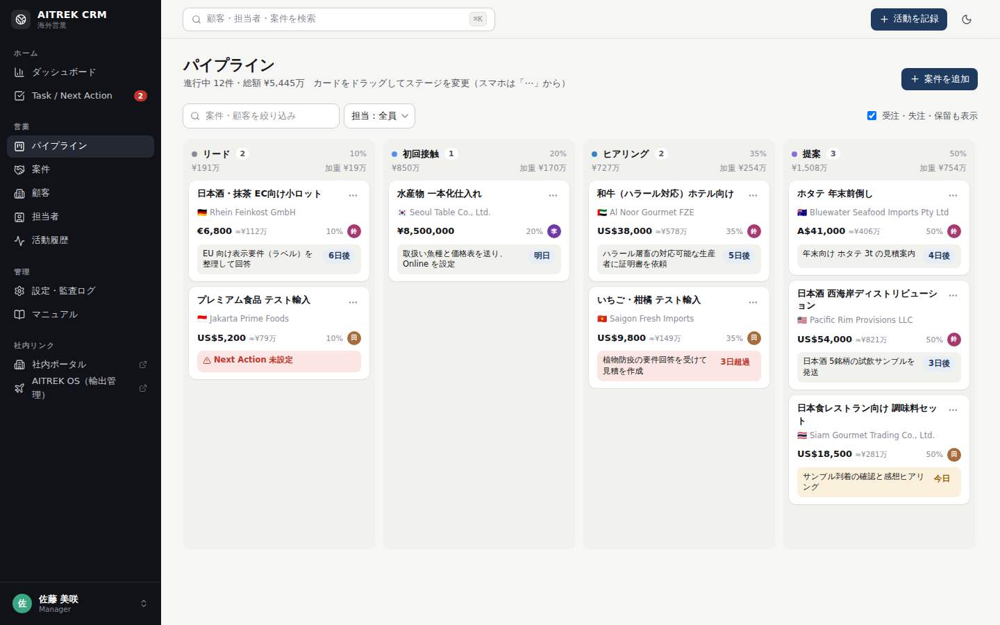 AITREK CRM
海外営業
ホーム
ダッシュボード
Task / Next Action 2
営業
パイプライン
案件
顧客
担当者
活動履歴
管理
設定・監査ログ
マニュアル
社内リンク
社内ポータル
AITREK OS（輸出管
理）
佐
佐藤 美咲
Manager
顧客・担当者・案件を検索 ⌘K
活動を記録
パイプライン
進行中 12件・総額 ¥5,445万 カードをドラッグしてステージを変更（スマホは「⋯」から）
案件を追加
案件・顧客を絞り込み
担当：全員
受注・失注・保留も表示
リード 2 10%
¥191万 加重 ¥19万
日本酒・抹茶 EC向け小ロット
Rhein Feinkost GmbH
€6,800 ≈¥112万 10% 鈴
EU 向け表示要件（ラベル）を
整理して回答
6日後
プレミアム食品 テスト輸入
Jakarta Prime Foods
US$5,200 ≈¥79万 10% 田
Next Action 未設定
初回接触 1 20%
¥850万 加重 ¥170万
水産物 一本化仕入れ
Seoul Table Co., Ltd.
¥8,500,000 20% 李
取扱い魚種と価格表を送り、
Online を設定
明日
ヒアリング 2 35%
¥727万 加重 ¥254万
和牛（ハラール対応）ホテル向け
Al Noor Gourmet FZE
US$38,000 ≈¥578万 35% 鈴
ハラール屠畜の対応可能な生産
者に証明書を依頼
5日後
いちご・柑橘 テスト輸入
Saigon Fresh Imports
US$9,800 ≈¥149万 35% 田
植物防疫の要件回答を受けて
見積を作成
3日超過
提案 3 50%
¥1,508万 加重 ¥754万
ホタテ 年末前倒し
Bluewater Seafood Imports Pty Ltd
A$41,000 ≈¥406万 50% 鈴
年末向け ホタテ 3t の見積案内
4日後
日本酒 西海岸ディストリビューシ
ョン
Pacific Rim Provisions LLC
US$54,000 ≈¥821万 50% 鈴
日本酒 5銘柄の試飲サンプルを
発送
3日後
日本食レストラン向け 調味料セッ
ト
Siam Gourmet Trading Co., Ltd.
US$18,500 ≈¥281万 50% 田
サンプル到着の確認と感想ヒアリ
ング
今日